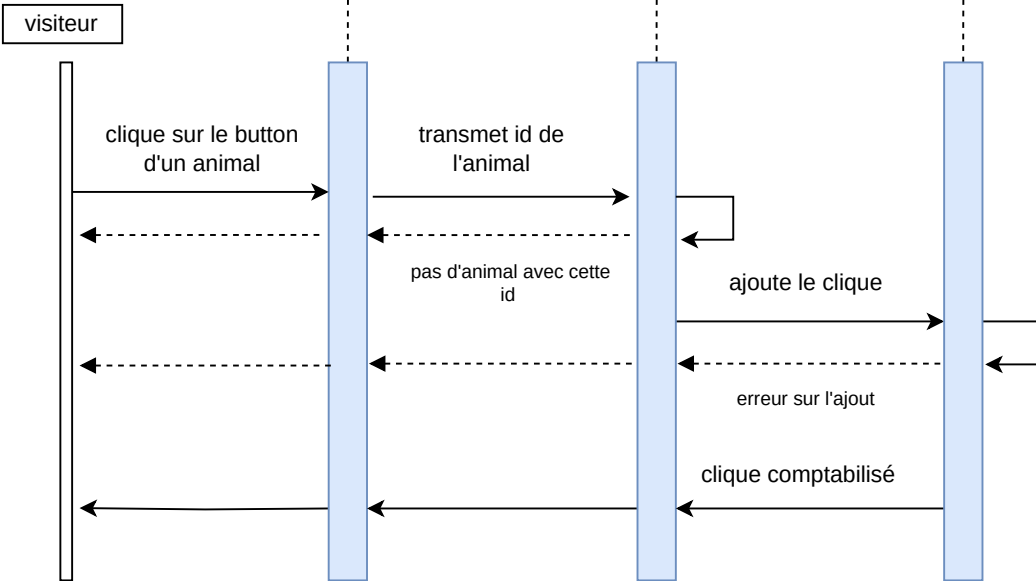 visiteur
clique sur le button
d'un animal
transmet id de
l'animal
pas d'animal avec cette
id
ajoute le clique
erreur sur l'ajout
clique comptabilisé